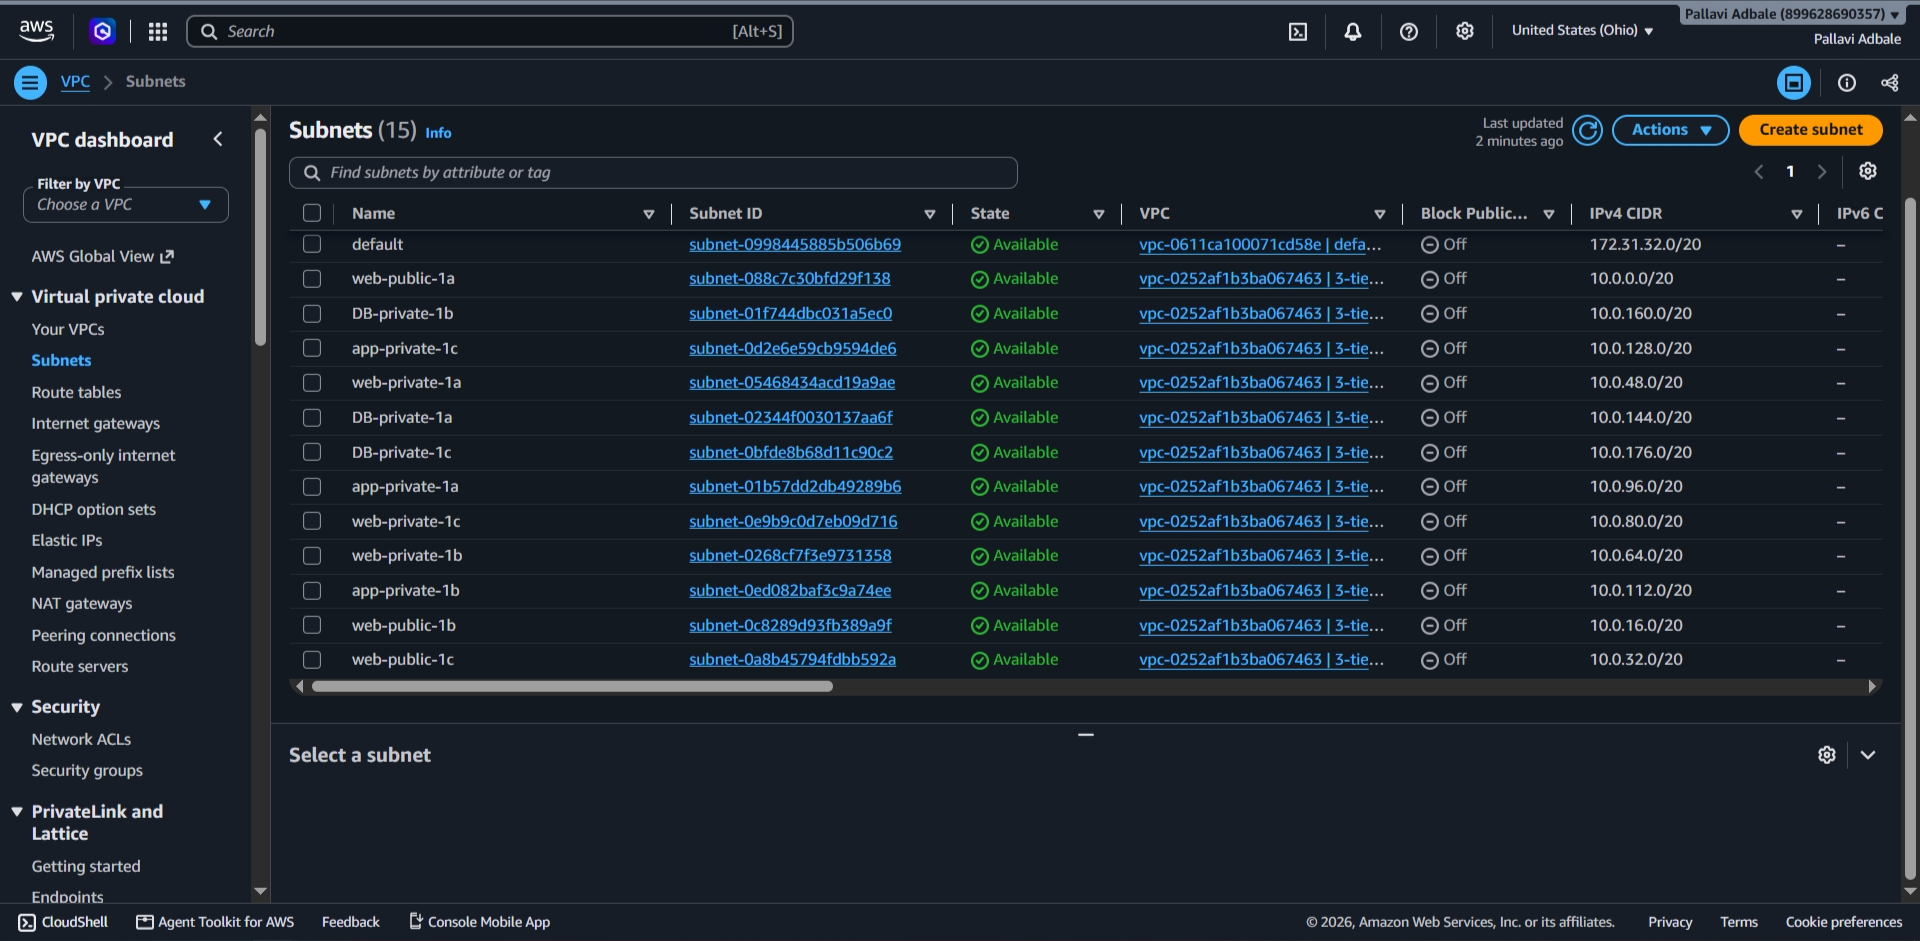 aws
Search [Alt+S]
United States (Ohio)
Pallavi Adbale (899628690357)
Pallavi Adbale
VPC > Subnets
VPC dashboard
Filter by VPC
Choose a VPC
AWS Global View
Virtual private cloud
Your VPCs
Subnets
Route tables
Internet gateways
Egress-only internet
gateways
DHCP option sets
Elastic IPs
Managed prefix lists
NAT gateways
Peering connections
Route servers
Security
Network ACLs
Security groups
PrivateLink and
Lattice
Getting started
Endpoints
Subnets (15) Info
Last updated
2 minutes ago
Actions
Create subnet
Find subnets by attribute or tag
1
Name Subnet ID State VPC Block Public... IPv4 CIDR IPv6 C
default subnet-0998445885b506b69 Available vpc-0611ca100071cd58e | defa... Off 172.31.32.0/20 –
web-public-1a subnet-088c7c30bfd29f138 Available vpc-0252af1b3ba067463 | 3-tie... Off 10.0.0.0/20 –
DB-private-1b subnet-01f744dbc031a5ec0 Available vpc-0252af1b3ba067463 | 3-tie... Off 10.0.160.0/20 –
app-private-1c subnet-0d2e6e59cb9594de6 Available vpc-0252af1b3ba067463 | 3-tie... Off 10.0.128.0/20 –
web-private-1a subnet-05468434acd19a9ae Available vpc-0252af1b3ba067463 | 3-tie... Off 10.0.48.0/20 –
DB-private-1a subnet-02344f0030137aa6f Available vpc-0252af1b3ba067463 | 3-tie... Off 10.0.144.0/20 –
DB-private-1c subnet-0bfde8b68d11c90c2 Available vpc-0252af1b3ba067463 | 3-tie... Off 10.0.176.0/20 –
app-private-1a subnet-01b57dd2db49289b6 Available vpc-0252af1b3ba067463 | 3-tie... Off 10.0.96.0/20 –
web-private-1c subnet-0e9b9c0d7eb09d716 Available vpc-0252af1b3ba067463 | 3-tie... Off 10.0.80.0/20 –
web-private-1b subnet-0268cf7f3e9731358 Available vpc-0252af1b3ba067463 | 3-tie... Off 10.0.64.0/20 –
app-private-1b subnet-0ed082baf3c9a74ee Available vpc-0252af1b3ba067463 | 3-tie... Off 10.0.112.0/20 –
web-public-1b subnet-0c8289d93fb389a9f Available vpc-0252af1b3ba067463 | 3-tie... Off 10.0.16.0/20 –
web-public-1c subnet-0a8b45794fdbb592a Available vpc-0252af1b3ba067463 | 3-tie... Off 10.0.32.0/20 –
Select a subnet
CloudShell Agent Toolkit for AWS Feedback Console Mobile App © 2026, Amazon Web Services, Inc. or its affiliates. Privacy Terms Cookie preferences